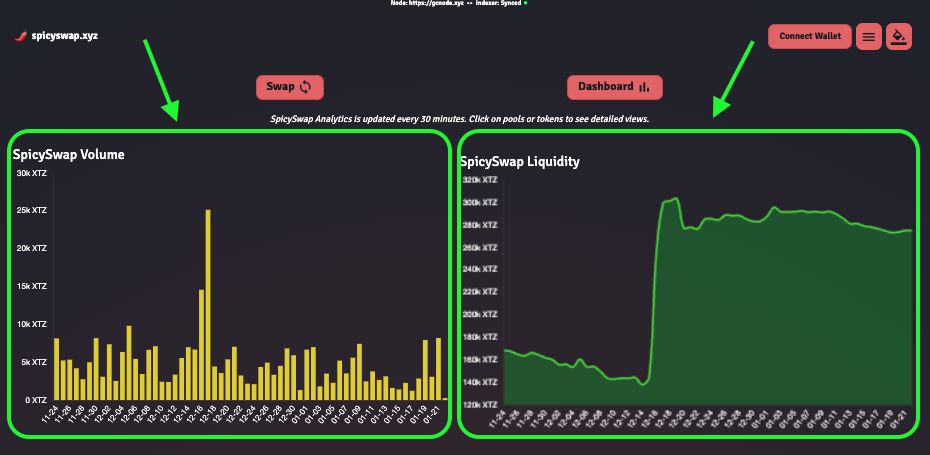 Node: https://gcnode.xyz -- Indexer: Synced
spicyswap.xyz
Connect Wallet
Swap
Dashboard
SpicySwap Analytics is updated every 30 minutes. Click on pools or tokens to see detailed views.
SpicySwap Volume
30k XTZ
25k XTZ
20k XTZ
15k XTZ
10k XTZ
5k XTZ
0 XTZ
11-24 11-26 11-28 11-30 12-02 12-04 12-06 12-08 12-10 12-12 12-14 12-16 12-18 12-20 12-22 12-24 12-26 12-28 12-30 01-01 01-03 01-05 01-07 01-09 01-11 01-13 01-15 01-17 01-19 01-21
SpicySwap Liquidity
320k XTZ
300k XTZ
280k XTZ
260k XTZ
240k XTZ
220k XTZ
200k XTZ
180k XTZ
160k XTZ
140k XTZ
120k XTZ
11-24 11-26 11-28 11-30 12-02 12-04 12-06 12-08 12-10 12-12 12-14 12-16 12-18 12-20 12-22 12-24 12-26 12-28 12-30 01-01 01-03 01-05 01-07 01-09 01-11 01-13 01-15 01-17 01-19 01-21